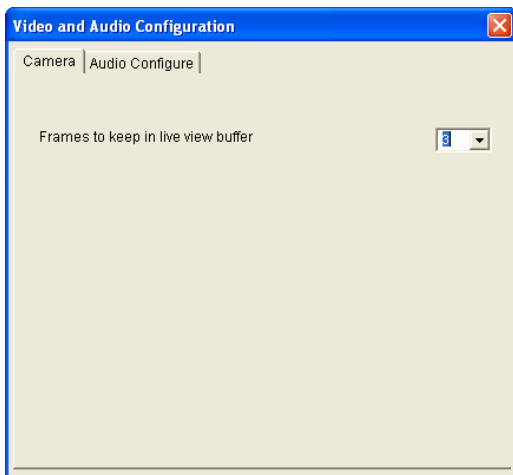 Video and Audio Configuration
Camera Audio Configure
Frames to keep in live view buffer 3